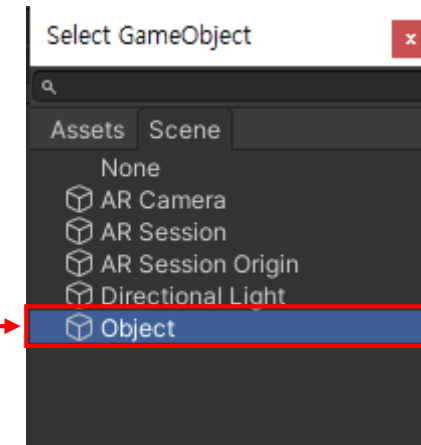 Select GameObject
x
Assets Scene
None
AR Camera
AR Session
AR Session Origin
Directional Light
Object